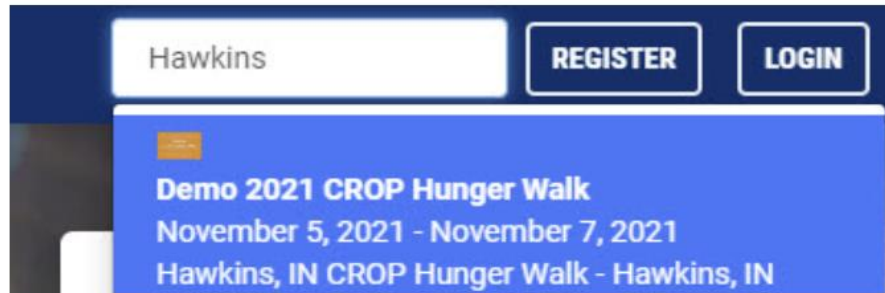 Hawkins REGISTER LOGIN
Demo 2021 CROP Hunger Walk
November 5, 2021 - November 7, 2021
Hawkins, IN CROP Hunger Walk - Hawkins, IN